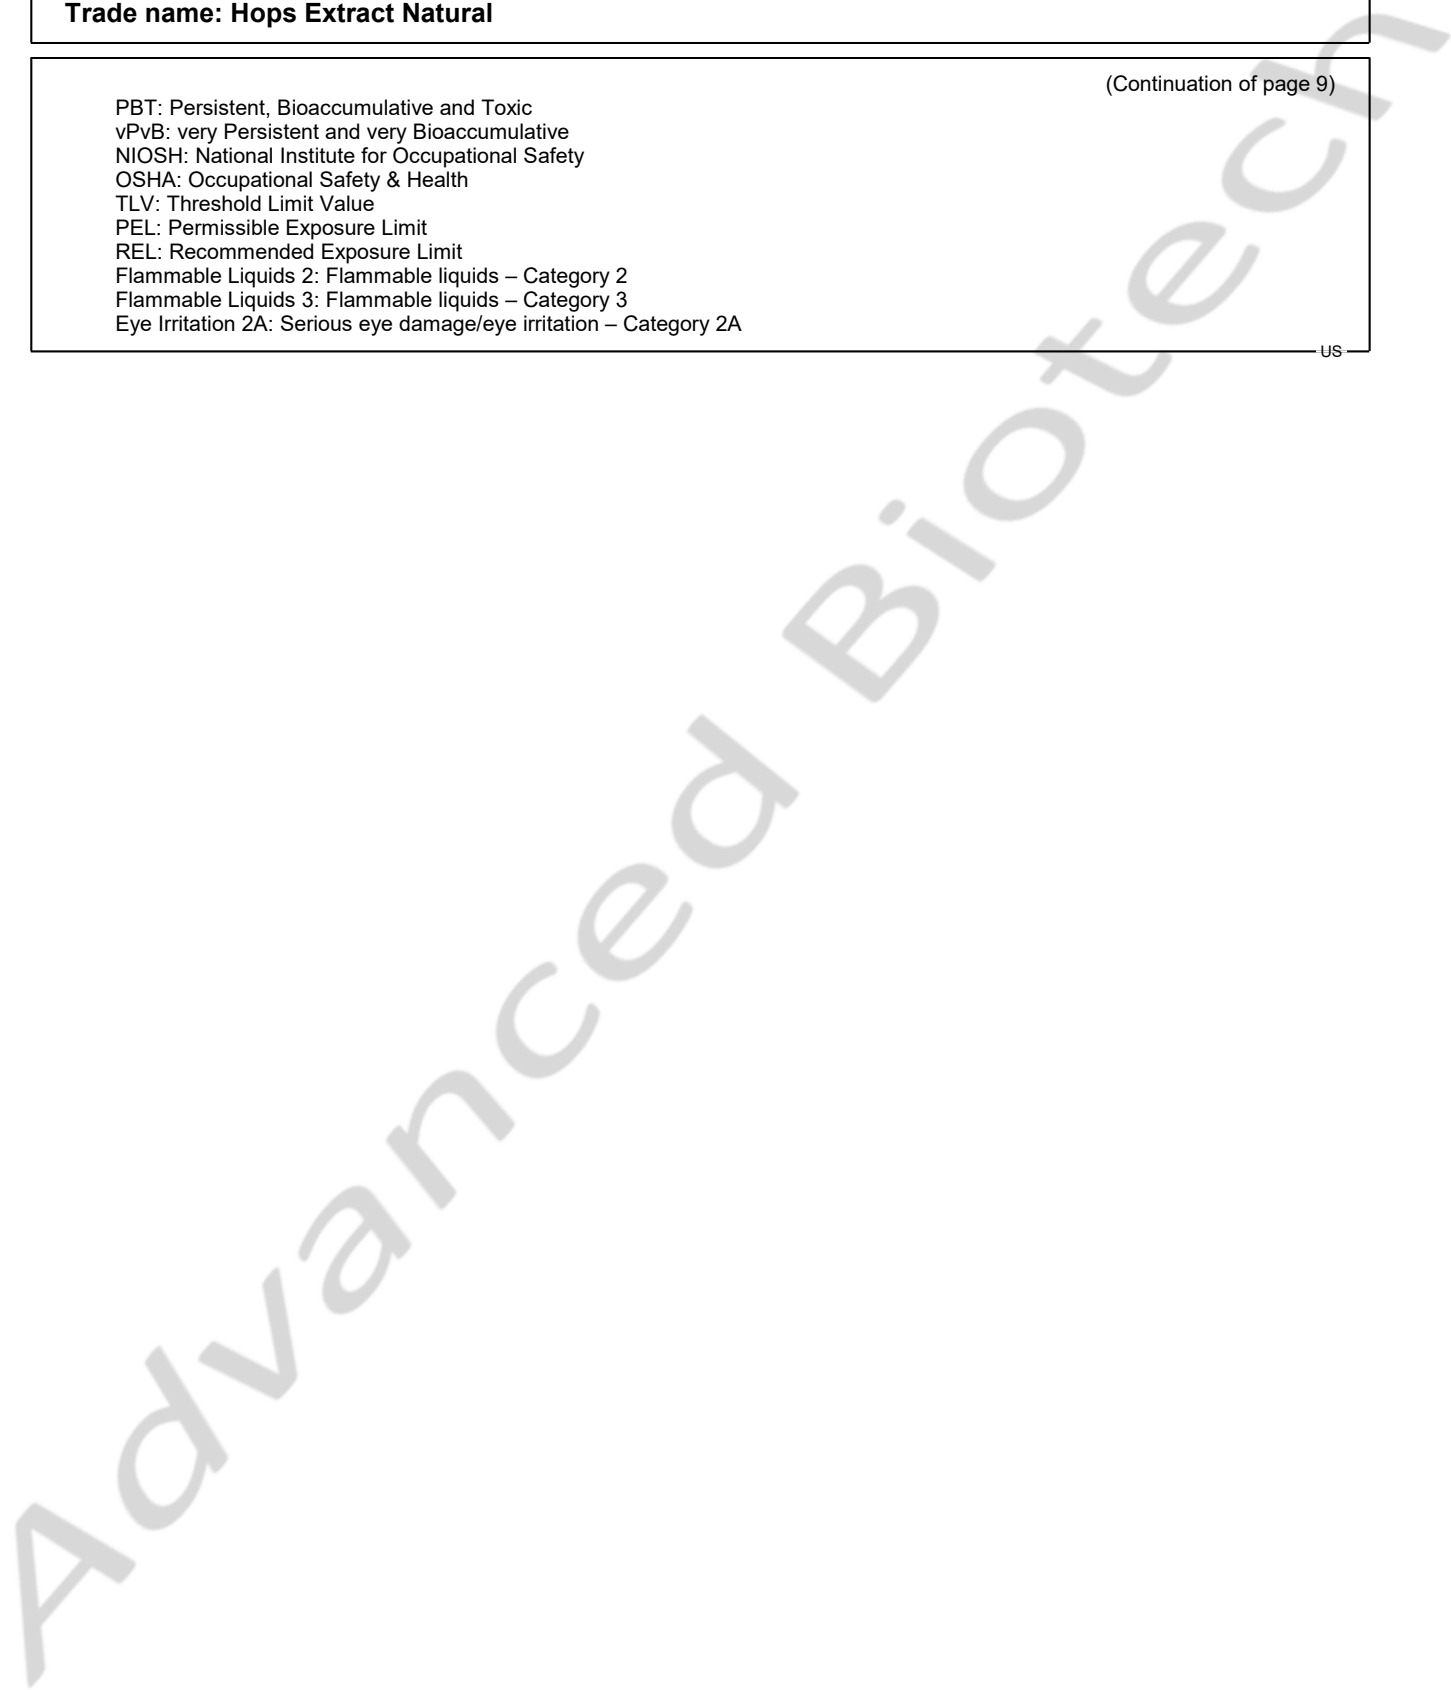 Trade name: Hops Extract Natural
(Continuation of page 9)
PBT: Persistent, Bioaccumulative and Toxic
vPvB: very Persistent and very Bioaccumulative
NIOSH: National Institute for Occupational Safety
OSHA: Occupational Safety & Health
TLV: Threshold Limit Value
PEL: Permissible Exposure Limit
REL: Recommended Exposure Limit
Flammable Liquids 2: Flammable liquids – Category 2
Flammable Liquids 3: Flammable liquids – Category 3
Eye Irritation 2A: Serious eye damage/eye irritation – Category 2A
US
Advanced Biotech